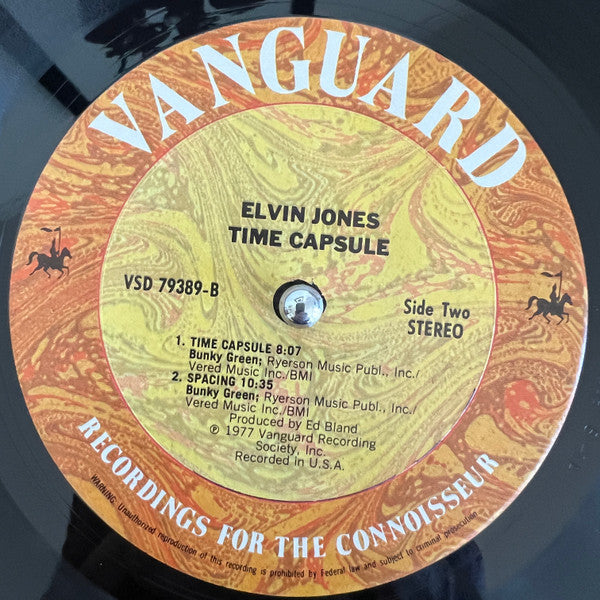 VANGUARD
ELVIN JONES
TIME CAPSULE
VSD 79389-B
Side Two
STEREO
1. TIME CAPSULE 8:07
Bunky Green; Ryerson Music Publ., Inc./
Vered Music Inc./BMI
2. SPACING 10:35
Bunky Green; Ryerson Music Publ., Inc./
Vered Music Inc./BMI
Produced by Ed Bland
℗ 1977 Vanguard Recording
Society, Inc.
Recorded in U.S.A.
RECORDINGS FOR THE CONNOISSEUR
WARNING: Unauthorized reproduction of this recording is prohibited by Federal law and subject to criminal prosecution.